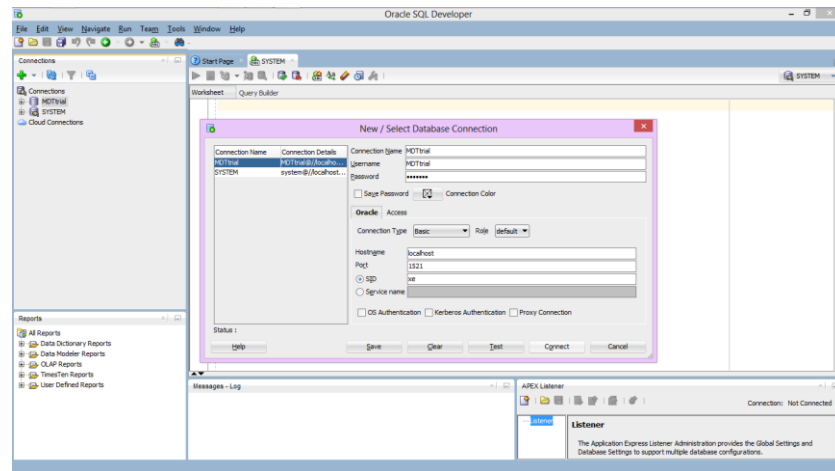 Oracle SQL Developer
File Edit View Navigate Run Team Tools Window Help
Connections
Start Page
SYSTEM
SYSTEM
Worksheet Query Builder
Connections
MDTtrial
SYSTEM
Cloud Connections
New / Select Database Connection
Connection Name Connection Details
MDTtrial MDTtrial@//localho...
SYSTEM system@//localhost...
Connection Name MDTtrial
Username MDTtrial
Password •••••••
Save Password Connection Color
Oracle Access
Connection Type Basic Role default
Hostname localhost
Port 1521
SID xe
Service name
OS Authentication Kerberos Authentication Proxy Connection
Status :
Help Save Clear Test Connect Cancel
Reports
All Reports
Data Dictionary Reports
Data Modeler Reports
OLAP Reports
TimesTen Reports
User Defined Reports
Messages - Log
APEX Listener
Connection: Not Connected
Listener
Listener
The Application Express Listener Administration provides the Global Settings and
Database Settings to support multiple database configurations.